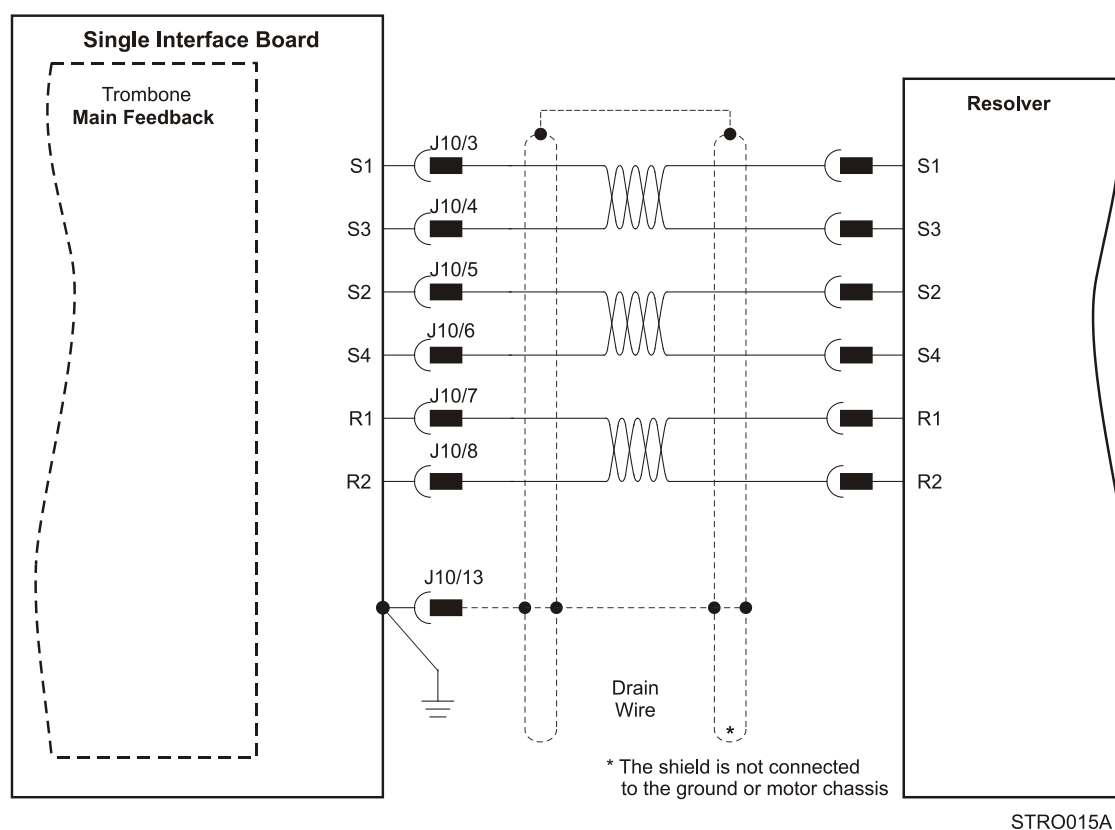 Single Interface Board
Trombone
Main Feedback
Resolver
J10/3
S1
S1
J10/4
S3
S3
J10/5
S2
S2
J10/6
S4
S4
J10/7
R1
R1
J10/8
R2
R2
J10/13
Drain
Wire
*
* The shield is not connected
to the ground or motor chassis
STRO015A